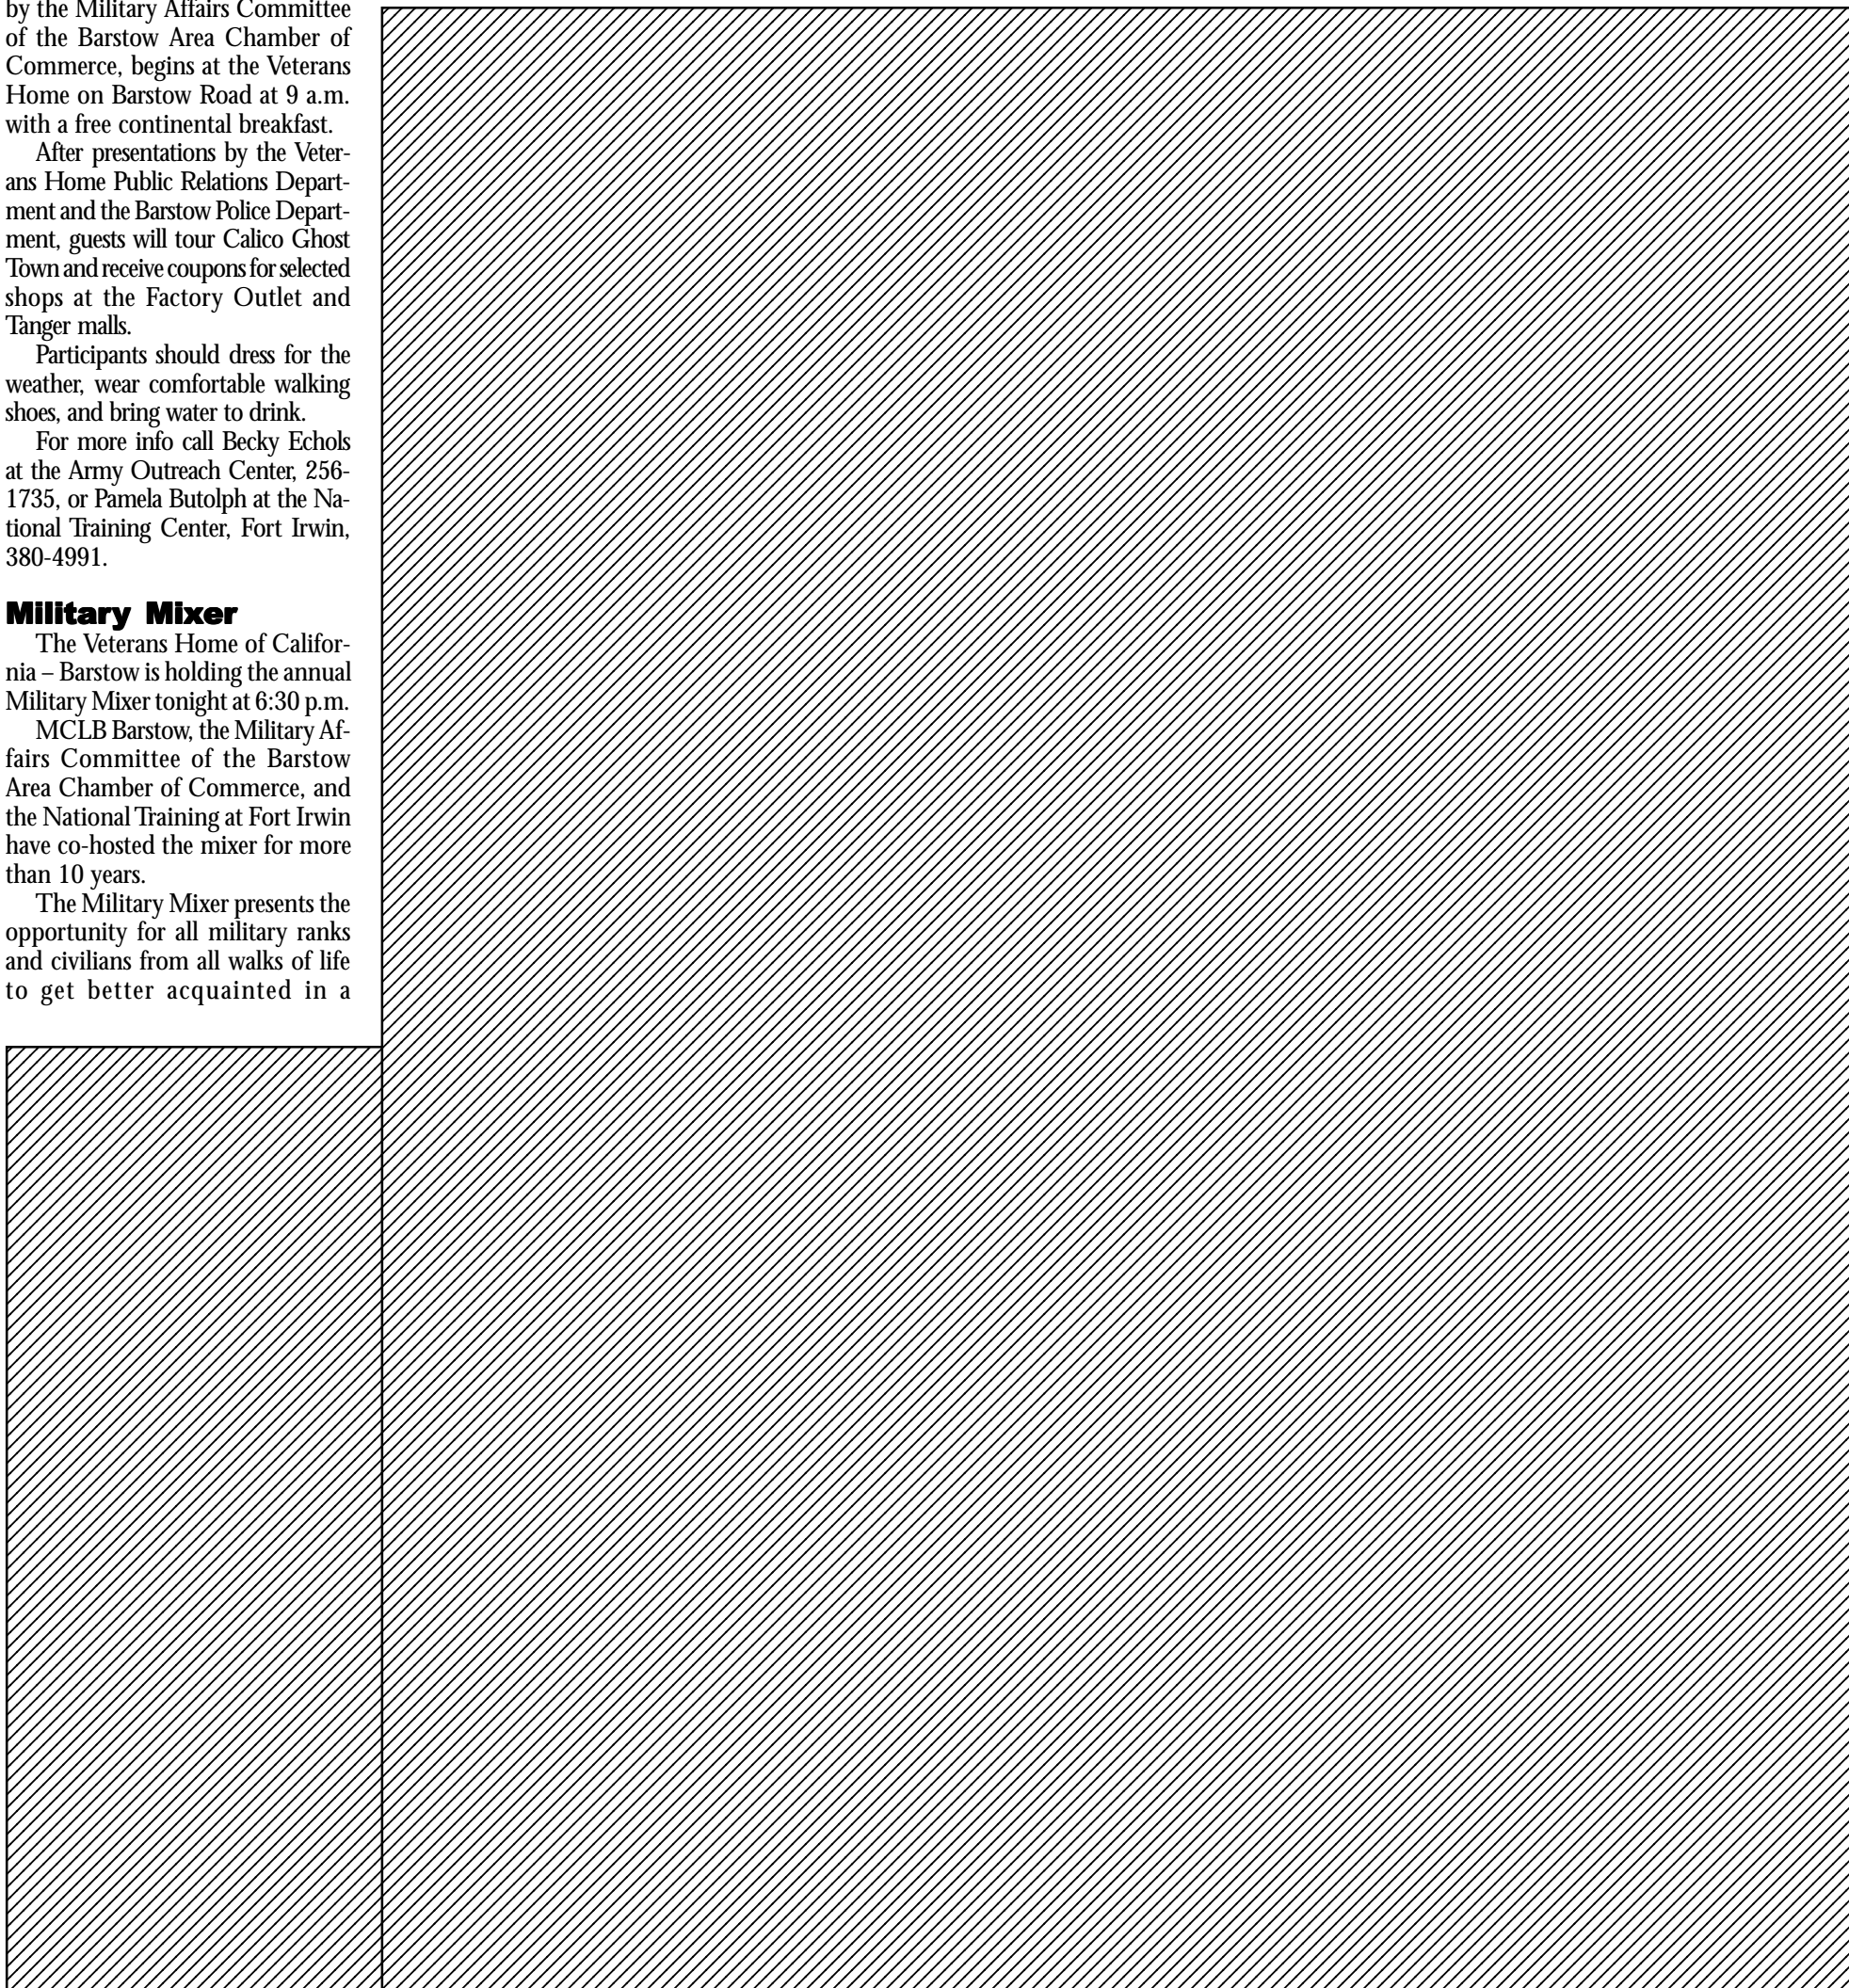 by the Military Affairs Committee
of the Barstow Area Chamber of
Commerce, begins at the Veterans
Home on Barstow Road at 9 a.m.
with a free continental breakfast.
After presentations by the Veter-
ans Home Public Relations Depart-
ment and the Barstow Police Depart-
ment, guests will tour Calico Ghost
Town and receive coupons for selected
shops at the Factory Outlet and
Tanger malls.
Participants should dress for the
weather, wear comfortable walking
shoes, and bring water to drink.
For more info call Becky Echols
at the Army Outreach Center, 256-
1735, or Pamela Butolph at the Na-
tional Training Center, Fort Irwin,
380-4991.
Military Mixer
The Veterans Home of Califor-
nia – Barstow is holding the annual
Military Mixer tonight at 6:30 p.m.
MCLB Barstow, the Military Af-
fairs Committee of the Barstow
Area Chamber of Commerce, and
the National Training at Fort Irwin
have co-hosted the mixer for more
than 10 years.
The Military Mixer presents the
opportunity for all military ranks
and civilians from all walks of life
to get better acquainted in a